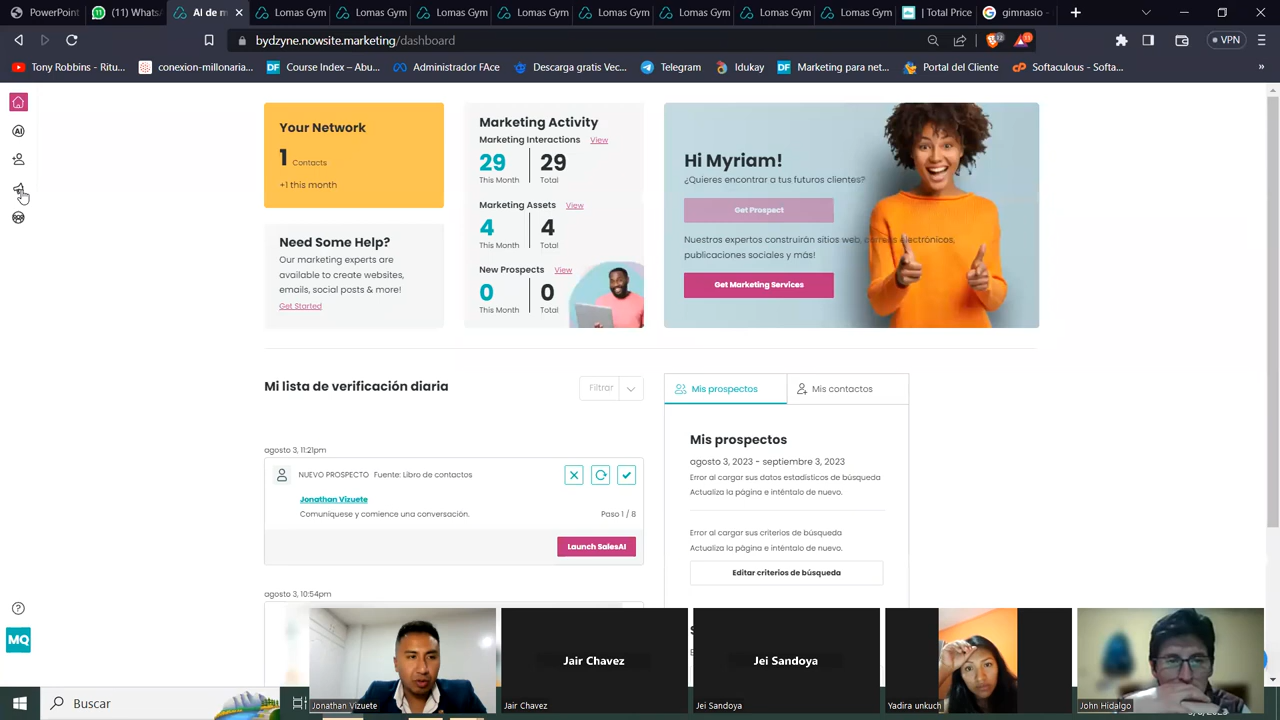 PowerPoint
(11) WhatsA
AI de m
Lomas Gym
Lomas Gym
Lomas Gym
Lomas Gym
Lomas Gym
Lomas Gym
| Total Price
gimnasio -
bydzyne.nowsite.marketing/dashboard
VPN
Tony Robbins - Ritu...
conexion-millonaria...
Course Index – Abu...
Administrador FAce
Descarga gratis Vec...
Telegram
Idukay
Marketing para net...
Portal del Cliente
Softacu­lous - Softac...
Your Network
1 Contacts
+1 this month
Need Some Help?
Our marketing experts are
available to create websites,
emails, social posts & more!
Get Started
Marketing Activity
Marketing Interactions View
29 29
This Month Total
Marketing Assets View
4 4
This Month Total
New Prospects View
0 0
This Month Total
Hi Myriam!
¿Quieres encontrar a tus futuros clientes?
Get Prospect
Nuestros expertos construirán sitios web, correos electrónicos,
publicaciones sociales y más!
Get Marketing Services
Mi lista de verificación diaria
Filtrar
agosto 3, 11:21pm
NUEVO PROSPECTO Fuente: Libro de contactos
Jonathan Vizuete
Comuníquese y comience una conversación.
Paso 1 / 8
Launch SalesAI
agosto 3, 10:54pm
Mis prospectos
Mis contactos
Mis prospectos
agosto 3, 2023 - septiembre 3, 2023
Error al cargar sus datos estadísticos de búsqueda
Actualiza la página e inténtalo de nuevo.
Error al cargar sus criterios de búsqueda
Actualiza la página e inténtalo de nuevo.
Editar criterios de búsqueda
AI
MQ
Jair Chavez
Jei Sandoya
Jonathan Vizuete
Jair Chavez
Jei Sandoya
Yadira unkuch
John Hidalgo
Buscar